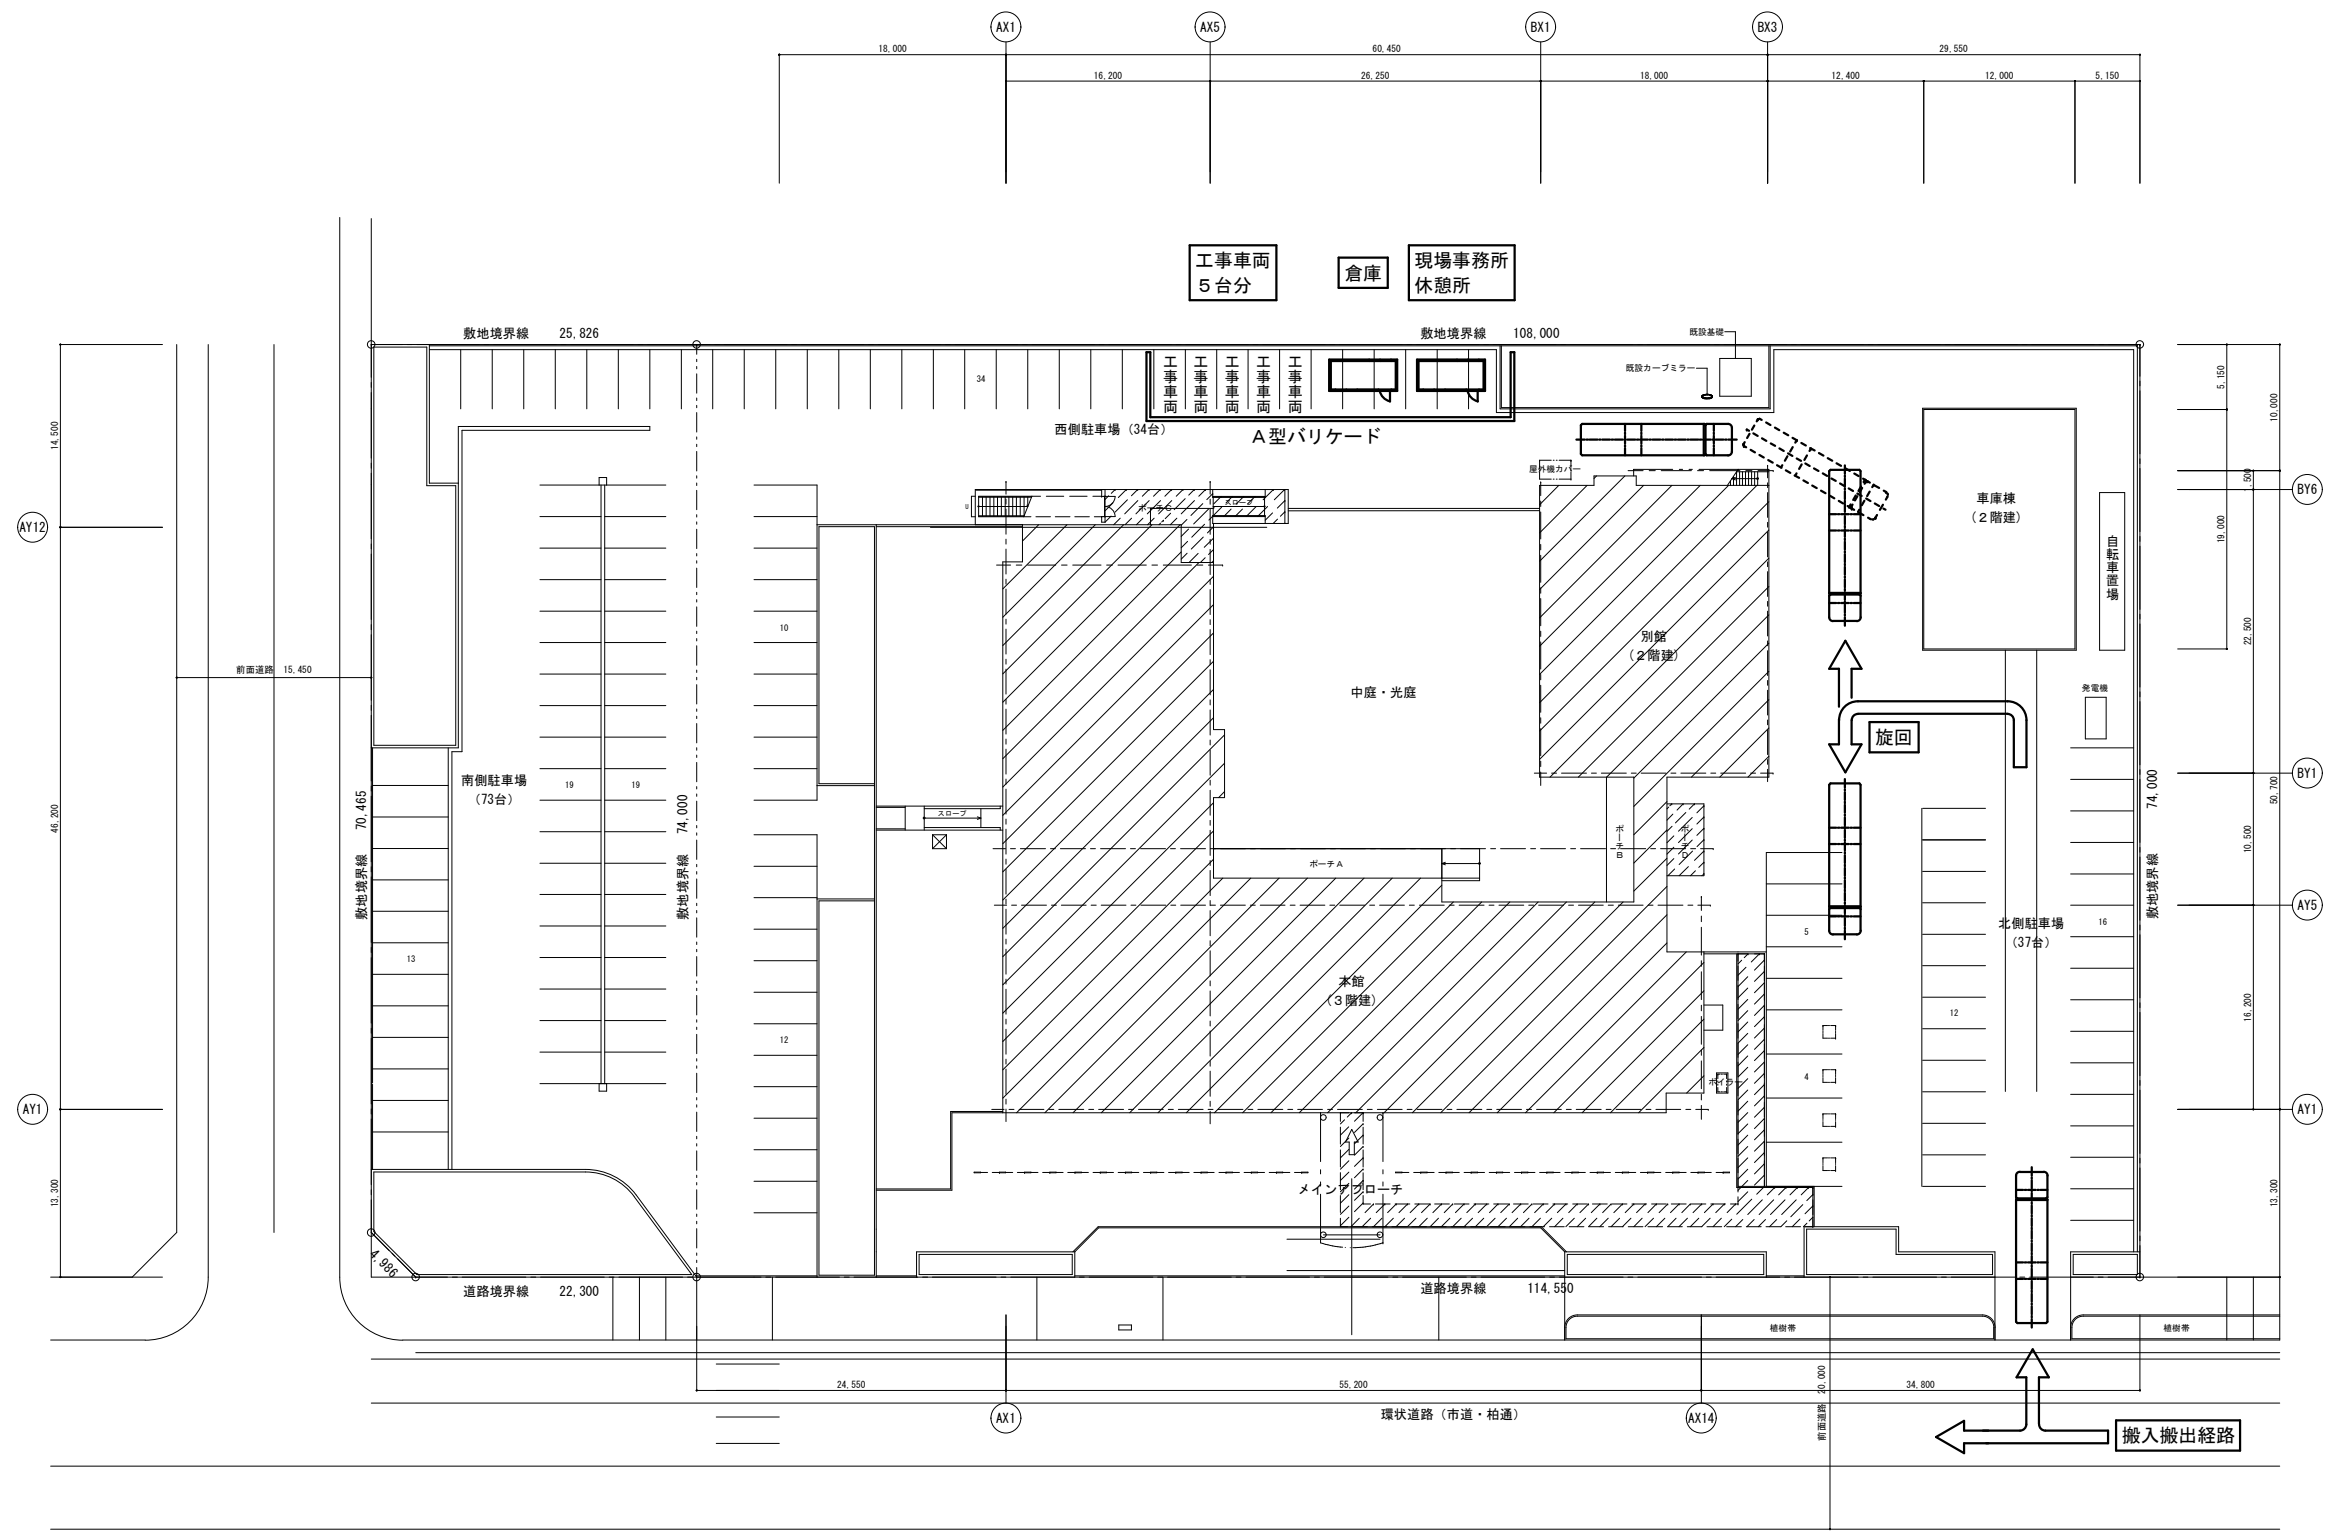 AX1
AX5
BX1
BX3
18,000
60,450
29,550
16,200
26,250
18,000
12,400
12,000
5,150
工事車両
５台分
倉庫
現場事務所
休憩所
敷地境界線 25,826
敷地境界線 108,000
既設基礎
既設カーブミラー
34
工事車両
工事車両
工事車両
工事車両
工事車両
西側駐車場（34台）
Ａ型バリケード
屋外機カバー
14,500
AY12
46,200
AY1
13,300
5,150
10,000
BY6
19,000
22,500
BY1
50,700
10,500
AY5
16,200
AY1
13,300
車庫棟
（２階建）
自転車置場
ポーチＣ
スロープ
前面道路 15,450
10
別館
（２階建）
中庭・光庭
発電機
旋回
南側駐車場
（73台）
19
19
敷地境界線 70,465
敷地境界線 74,000
敷地境界線 74,000
スロープ
ポーチＡ
ポーチＢ
ポーチＤ
13
12
本館
（３階建）
5
北側駐車場
（37台）
16
12
4
ボイラー
メインアプローチ
4,986
道路境界線 22,300
道路境界線 114,550
植樹帯
植樹帯
24,550
55,200
34,800
前面道路 20,000
AX1
環状道路（市道・柏通）
AX14
搬入搬出経路